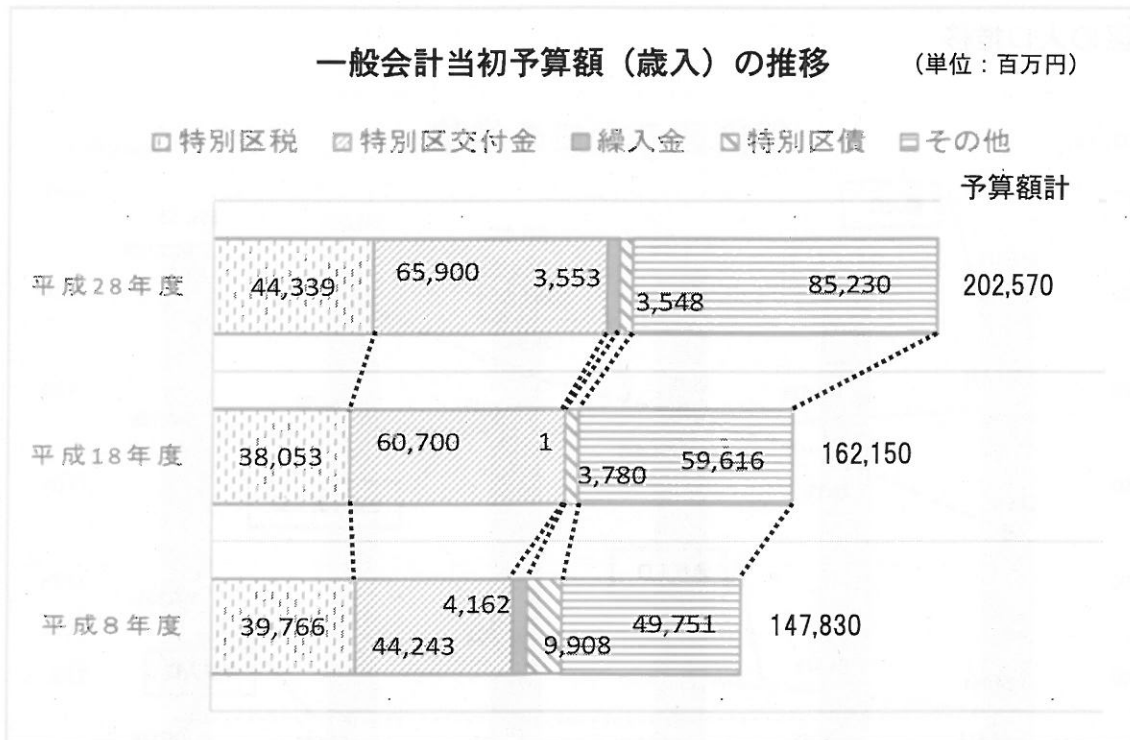 一般会計当初予算額（歳入）の推移 （単位：百万円）
特別区税 特別区交付金 繰入金 特別区債 その他
予算額計
平成28年度 44,339 65,900 3,553 3,548 85,230 202,570
平成18年度 38,053 60,700 1 3,780 59,616 162,150
平成8年度 39,766 44,243 4,162 9,908 49,751 147,830